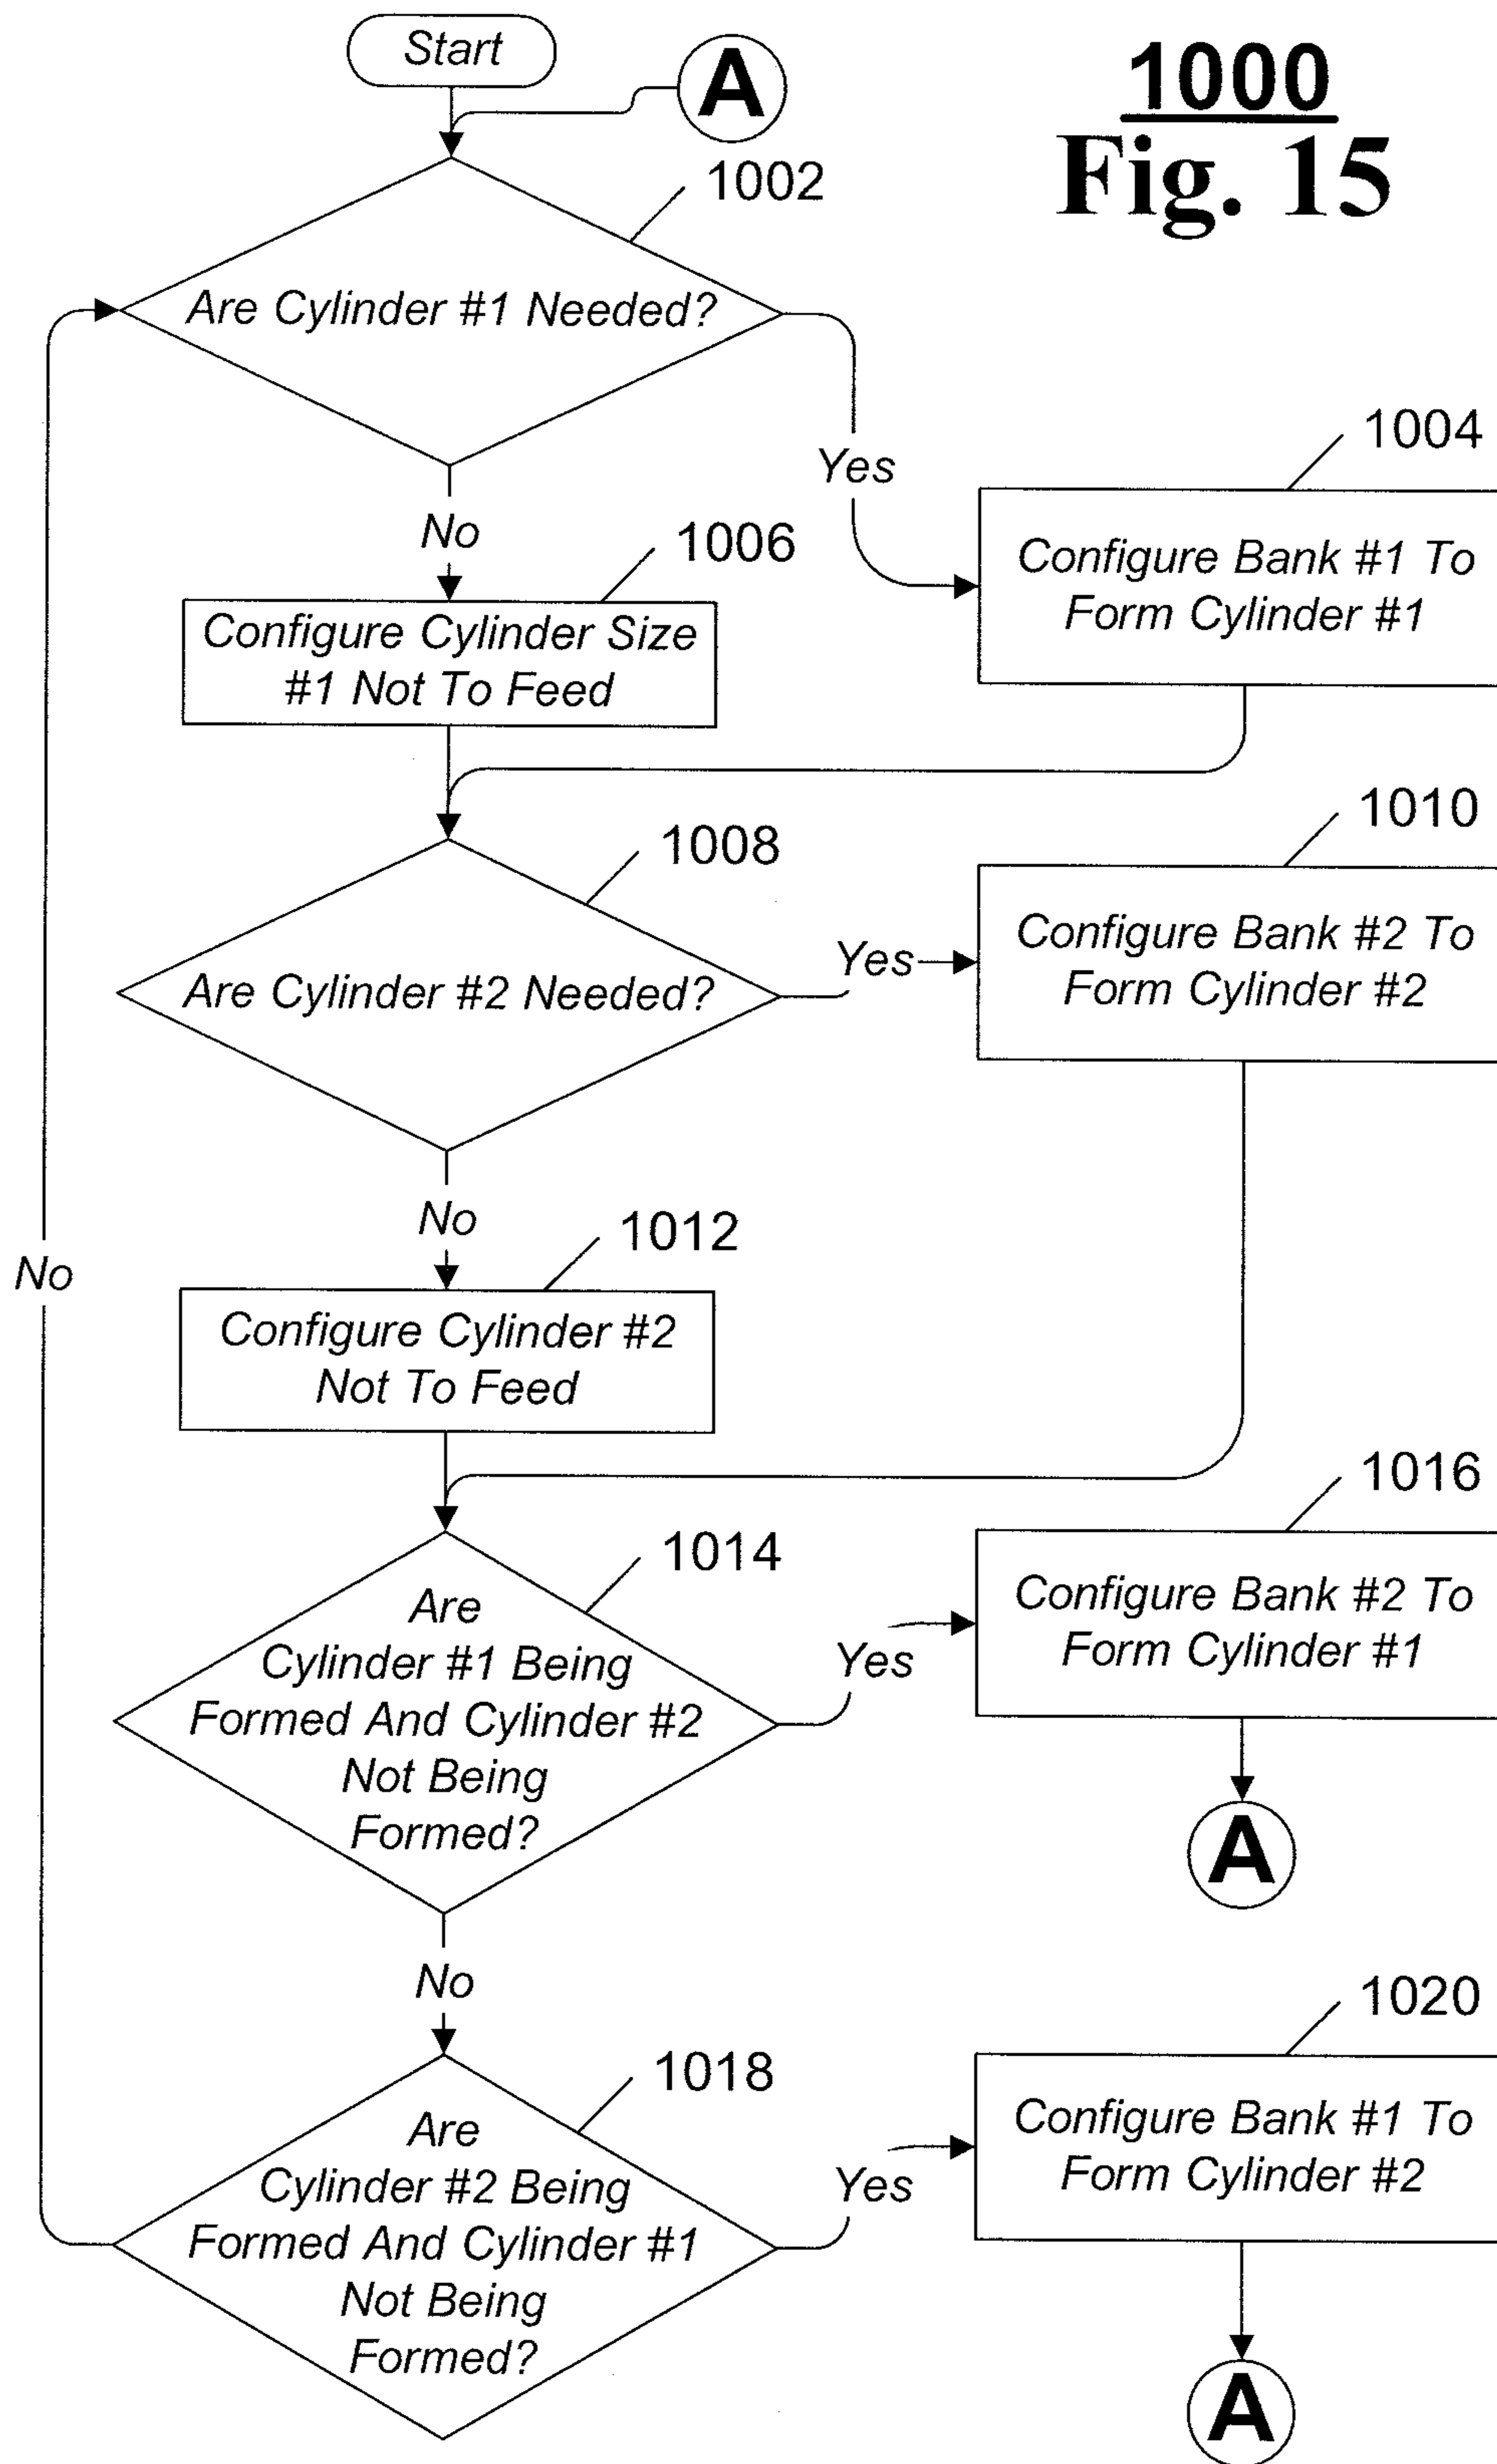 Start
A
1000
Fig. 15
1002
Are Cylinder #1 Needed?
Yes
1004
Configure Bank #1 To
Form Cylinder #1
No
1006
Configure Cylinder Size
#1 Not To Feed
1008
Are Cylinder #2 Needed?
Yes
1010
Configure Bank #2 To
Form Cylinder #2
No
1012
Configure Cylinder #2
Not To Feed
No
1014
Are
Cylinder #1 Being
Formed And Cylinder #2
Not Being
Formed?
Yes
1016
Configure Bank #2 To
Form Cylinder #1
A
No
1018
Are
Cylinder #2 Being
Formed And Cylinder #1
Not Being
Formed?
Yes
1020
Configure Bank #1 To
Form Cylinder #2
A